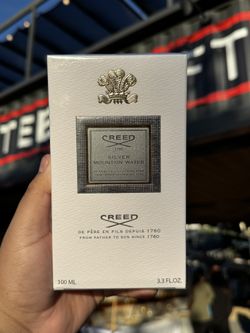 CREED
1760
SILVER
MOUNTAIN WATER
CREED
DE PÈRE EN FILS DEPUIS 1760
FROM FATHER TO SON SINCE 1760
100 ML
3.3 FL.OZ.